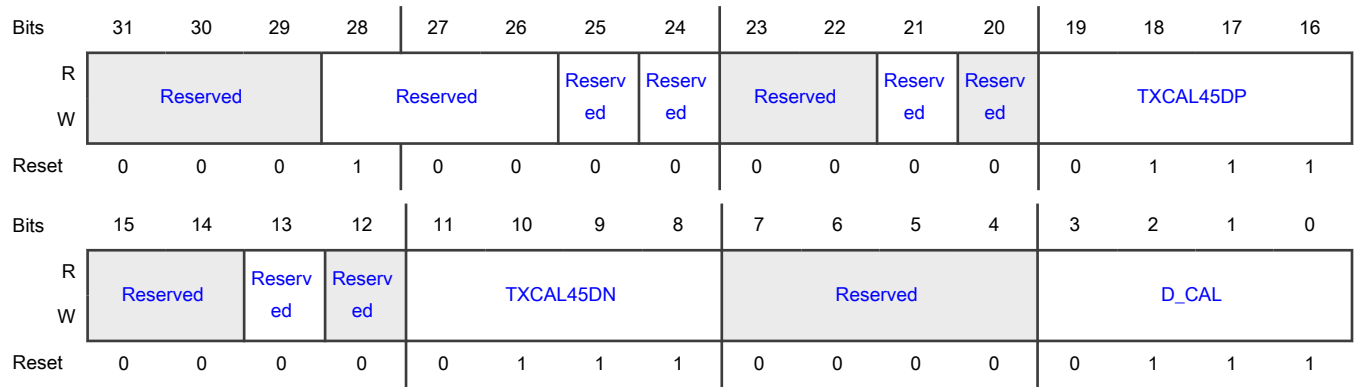 Bits 31 30 29 28 27 26 25 24 23 22 21 20 19 18 17 16
R
W
Reserved Reserved Reserv ed Reserv ed Reserved Reserv ed Reserv ed TXCAL45DP
Reset 0 0 0 1 0 0 0 0 0 0 0 0 0 1 1 1
Bits 15 14 13 12 11 10 9 8 7 6 5 4 3 2 1 0
R
W
Reserved Reserv ed Reserv ed TXCAL45DN Reserved D_CAL
Reset 0 0 0 0 0 1 1 1 0 0 0 0 0 1 1 1